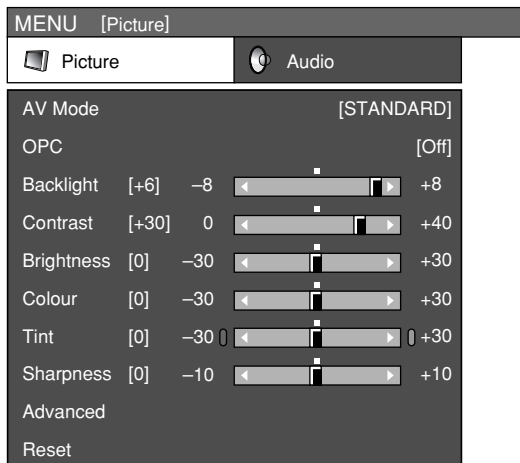 MENU [Picture]
Picture Audio
AV Mode [STANDARD]
OPC [Off]
Backlight [+6] –8 +8
Contrast [+30] 0 +40
Brightness [0] –30 +30
Colour [0] –30 +30
Tint [0] –30 +30
Sharpness [0] –10 +10
Advanced
Reset